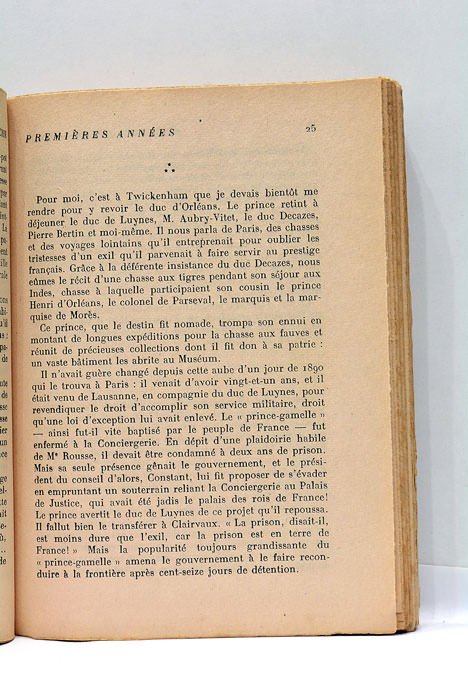 PREMIÈRES ANNÉES 25
Pour moi, c'est à Twickenham que je devais bientôt me
rendre pour y revoir le duc d'Orléans. Le prince retint à
déjeuner le duc de Luynes, M. Aubry-Vitet, le duc Decazes,
Pierre Bertin et moi-même. Il nous parla de Paris, des chasses
et des voyages lointains qu'il entreprenait pour oublier les
tristesses d'un exil qu'il parvenait à faire servir au prestige
français. Grâce à la déférente insistance du duc Decazes, nous
eûmes le récit d'une chasse aux tigres pendant son séjour aux
Indes, chasse à laquelle participaient son cousin le prince
Henri d'Orléans, le colonel de Parseval, le marquis et la mar-
quise de Morès.
Ce prince, que le destin fit nomade, trompa son ennui en
montant de longues expéditions pour la chasse aux fauves et
réunit de précieuses collections dont il fit don à sa patrie :
un vaste bâtiment les abrite au Muséum.
Il n'avait guère changé depuis cette aube d'un jour de 1890
qui le trouva à Paris : il venait d'avoir vingt-et-un ans, et il
était venu de Lausanne, en compagnie du duc de Luynes, pour
revendiquer le droit d'accomplir son service militaire, droit
qu'une loi d'exception lui avait enlevé. Le « prince-gamelle »
— ainsi fut-il vite baptisé par le peuple de France — fut
enfermé à la Conciergerie. En dépit d'une plaidoirie habile
de Me Rousse, il devait être condamné à deux ans de prison.
Mais sa seule présence gênait le gouvernement, et le prési-
dent du conseil d'alors, Constant, lui fit proposer de s'évader
en empruntant un souterrain reliant la Conciergerie au Palais
de Justice, qui avait été jadis le palais des rois de France!
Le prince avertit le duc de Luynes de ce projet qu'il repoussa.
Il fallut bien le transférer à Clairvaux. « La prison, disait-il,
est moins dure que l'exil, car la prison est en terre de
France! » Mais la popularité toujours grandissante du
« prince-gamelle » amena le gouvernement à le faire recon-
duire à la frontière après cent-seize jours de détention.